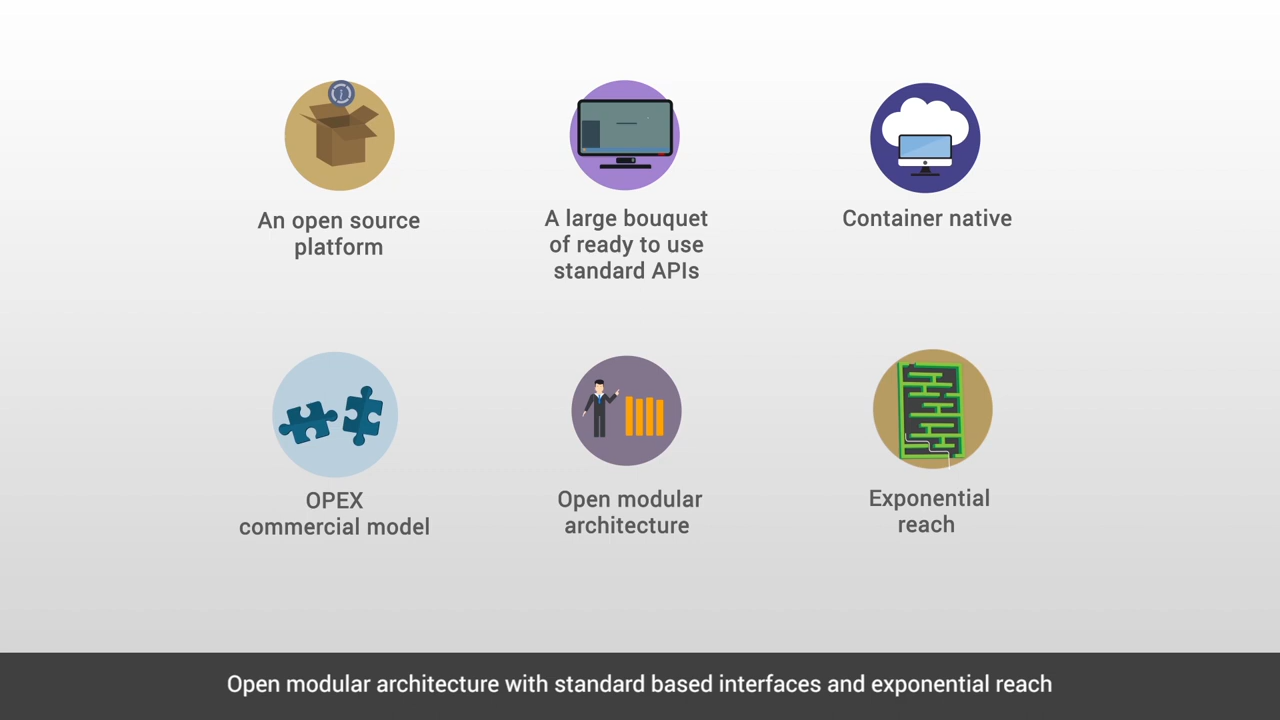 An open source
platform
A large bouquet
of ready to use
standard APIs
Container native
OPEX
commercial model
Open modular
architecture
Exponential
reach
Open modular architecture with standard based interfaces and exponential reach